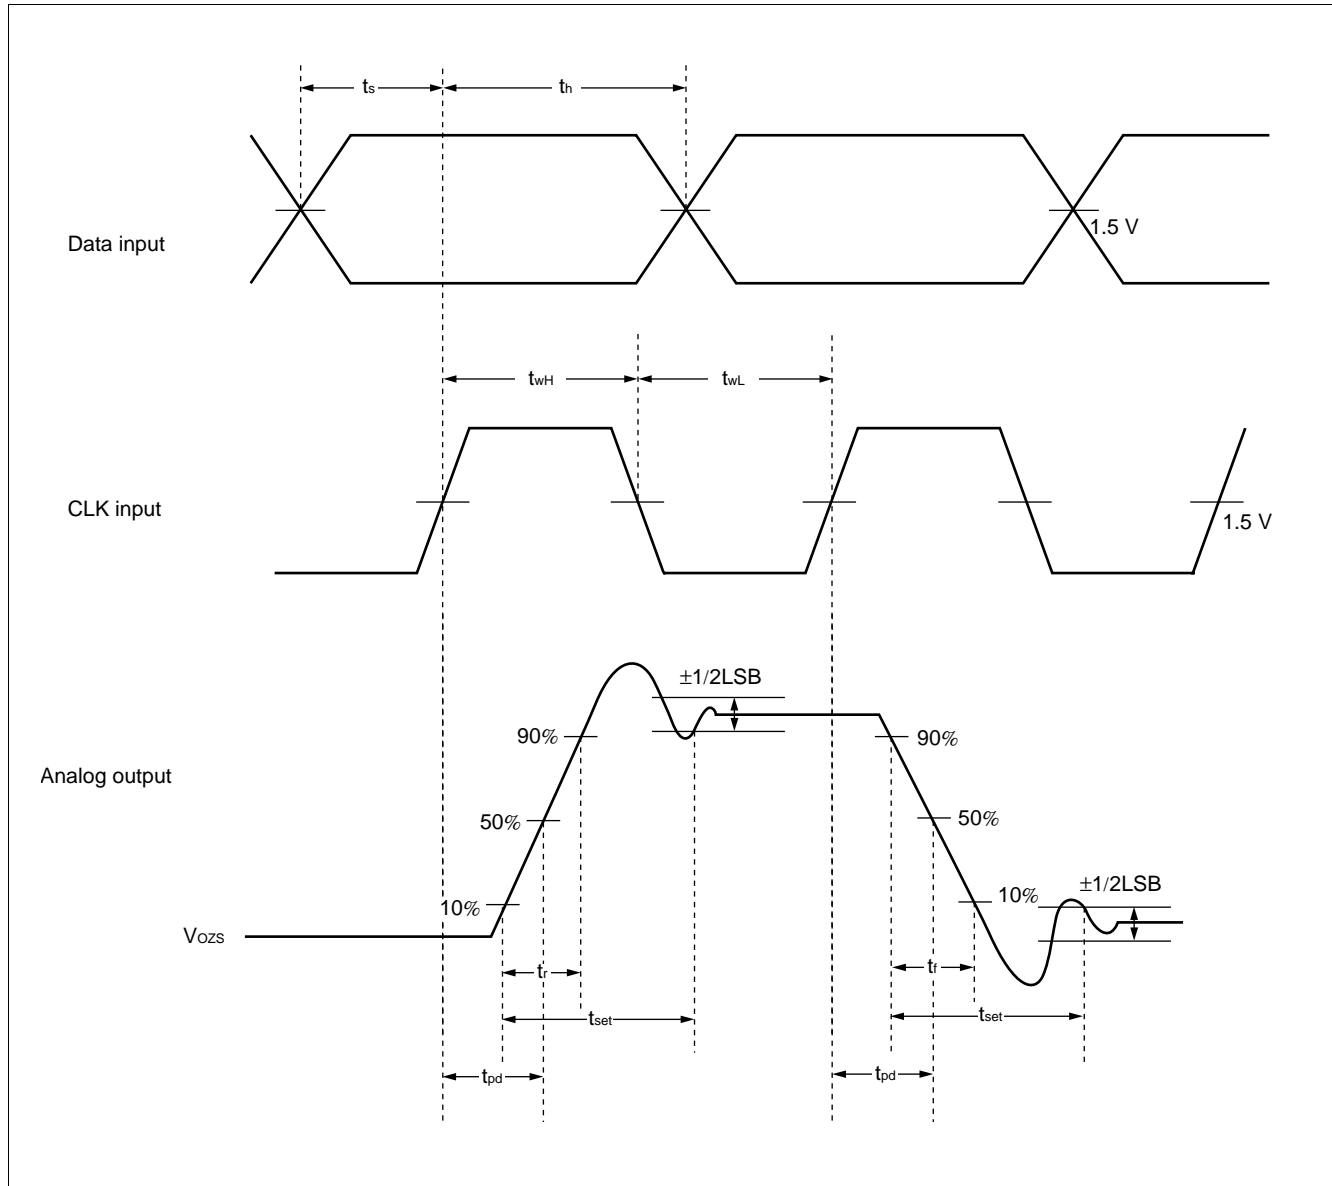 ts
th
Data input
1.5 V
twH
twL
CLK input
1.5 V
±1/2LSB
90%
90%
Analog output
50%
50%
10%
10%
±1/2LSB
VOZS
tr
tf
tset
tset
tpd
tpd